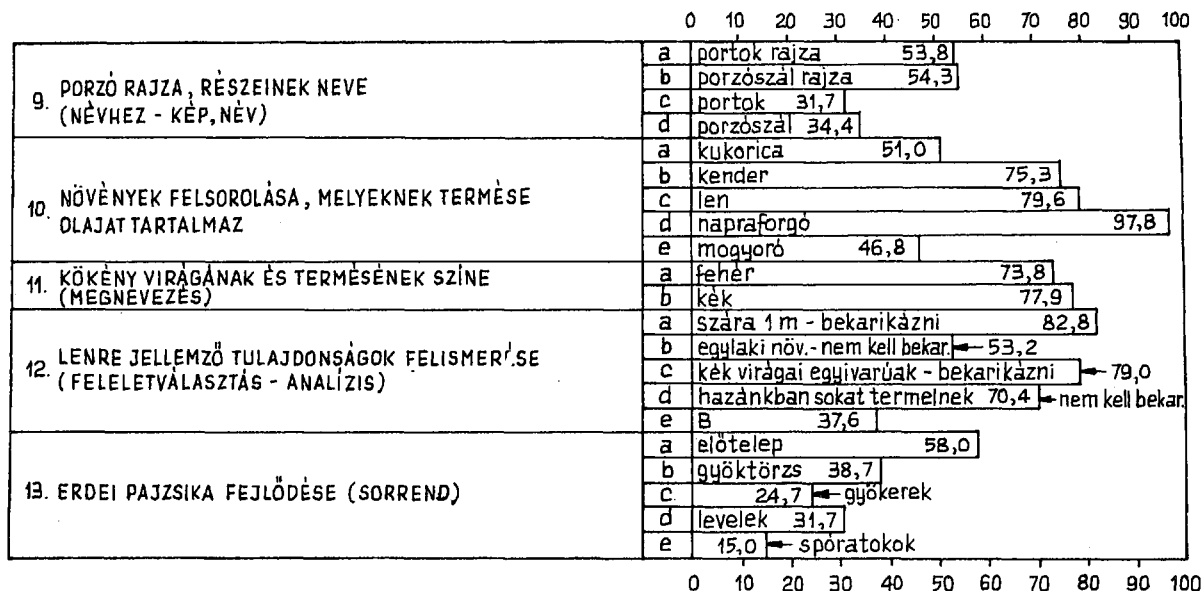 0 10 20 30 40 50 60 70 80 90 100
9. PORZÓ RAJZA, RÉSZEINEK NEVE
(NÉVHEZ - KÉP, NÉV)
a portok rajza 53,8
b porzószál rajza 54,3
c portok 31,7
d porzószál 34,4
10. NÖVÉNYEK FELSOROLÁSA, MELYEKNEK TERMÉSE
OLAJAT TARTALMAZ
a kukorica 51,0
b kender 75,3
c len 79,6
d napraforgó 97,8
e mogyoró 46,8
11. KÖKÉNY VIRÁGÁNAK ÉS TERMÉSÉNEK SZÍNE
(MEGNEVEZÉS)
a fehér 73,8
b kék 77,9
12. LENRE JELLEMZŐ TULAJDONSÁGOK FELISMERÉSE
(FELELETVÁLASZTÁS - ANALÍZIS)
a szára 1 m - bekarikázni 82,8
b egylaki növ. - nem kell bekar. 53,2
c kék virágai egyivarúak - bekarikázni 79,0
d hazánkban sokat termelnek 70,4 nem kell bekar.
e B 37,6
13. ERDEI PAJZSIKA FEJLŐDÉSE (SORREND)
a előtelep 58,0
b gyöktörzs 38,7
c 24,7 gyökerek
d levelek 31,7
e 15,0 spóratokok
0 10 20 30 40 50 60 70 80 90 100